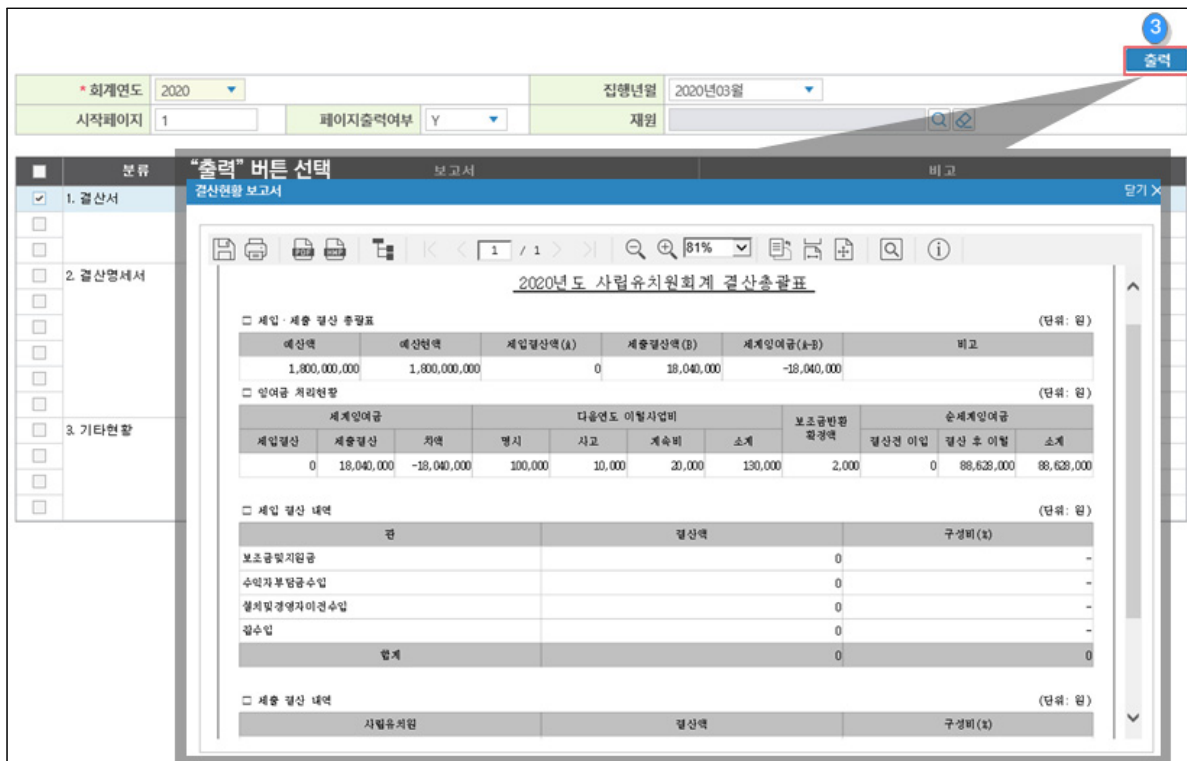 3
출력
* 회계연도 2020 집행년월 2020년03월
시작페이지 1 페이지출력여부 Y 재원
분류 보고서 비고
"출력" 버튼 선택
1. 결산서
2. 결산명세서
3. 기타현황
결산현황 보고서 닫기 X
PDF HWP 1 / 1 81%
2020년도 사립유치원회계 결산총괄표
□ 세입 · 세출 결산 총괄표 (단위: 원)
예산액 예산현액 세입결산액(A) 세출결산액(B) 세계잉여금(A-B) 비고
1,800,000,000 1,800,000,000 0 18,040,000 -18,040,000
□ 잉여금 처리현황 (단위: 원)
세계잉여금 다음연도 이월사업비 보조금반환 순세계잉여금
확정액
세입결산 세출결산 차액 명시 사고 계속비 소계 결산전 이입 결산 후 이월 소계
0 18,040,000 -18,040,000 100,000 10,000 20,000 130,000 2,000 0 88,628,000 88,628,000
□ 세입 결산 내역 (단위: 원)
관 결산액 구성비(%)
보조금및지원금 0 -
수익자부담금수입 0 -
설치및경영자이전수입 0 -
잡수입 0 -
합계 0 0
□ 세출 결산 내역 (단위: 원)
사립유치원 결산액 구성비(%)